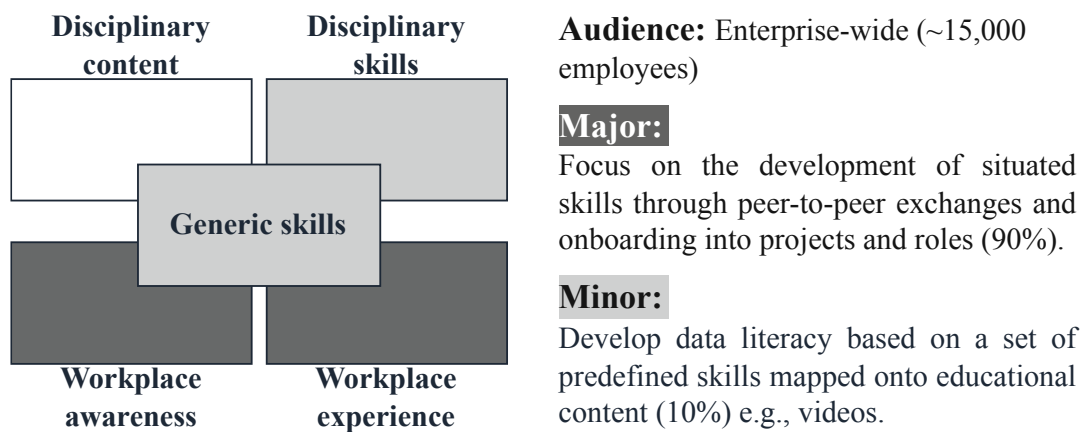 Disciplinary content
Disciplinary skills
Generic skills
Workplace awareness
Workplace experience
Audience: Enterprise-wide (~15,000
employees)
Major:
Focus on the development of situated
skills through peer-to-peer exchanges and
onboarding into projects and roles (90%).
Minor:
Develop data literacy based on a set of
predefined skills mapped onto educational
content (10%) e.g., videos.